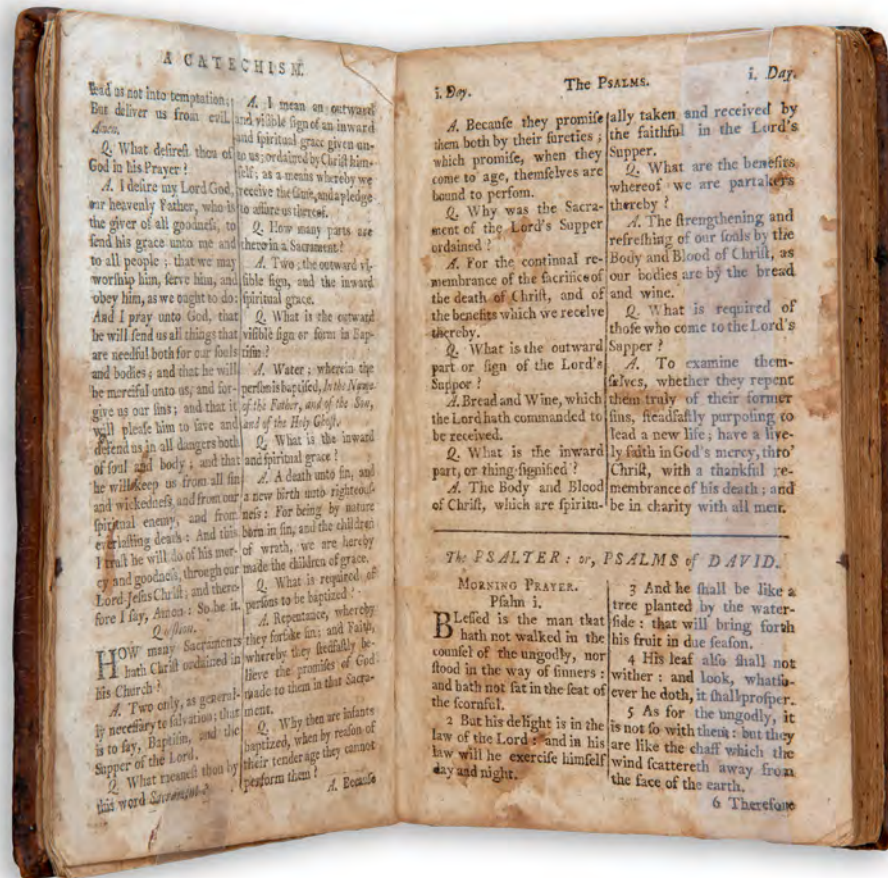 A CATECHISM.
lead us not into temptation;
But deliver us from evil.
Amen.
Q. What desirest thou of
God in his Prayer ?
A. I desire my Lord God,
our heavenly Father, who is
the giver of all goodness, to
send his grace unto me and
to all people ; that we may
worship him, serve him, and
obey him, as we ought to do:
And I pray unto God, that
he will send us all things that
are needful both for our souls
and bodies ; and that he will
be merciful unto us, and for-
give us our sins ; and that it
will please him to save and
defend us in all dangers both
of soul and body ; and that
he will keep us from all sin
and wickedness, and from our
spiritual enemy, and from
everlasting death : And this
I trust he will do of his mer-
cy and goodness, through our
Lord Jesus Christ ; and there-
fore I say, Amen : So be it.
Question.
HOW many Sacraments
hath Christ ordained in
his Church ?
A. Two only, as general-
ly necessary to salvation ; that
is to say, Baptism, and the
Supper of the Lord.
Q. What meanest thou by
this word Sacrament ?
A. I mean an outward
and visible sign of an inward
and spiritual grace given un-
to us ; ordained by Christ him-
self ; as a means whereby we
receive the same, and a pledge
to assure us thereof.
Q. How many parts are
there in a Sacrament ?
A. Two ; the outward vi-
sible sign, and the inward
spiritual grace.
Q. What is the outward
visible sign or form in Bap-
tism ?
A. Water ; wherein the
person is baptised, In the Name
of the Father, and of the Son,
and of the Holy Ghost.
Q. What is the inward
and spiritual grace ?
A. A death unto sin, and
a new birth unto righteous-
ness : For being by nature
born in sin, and the children
of wrath, we are hereby
made the children of grace.
Q. What is required of
persons to be baptized ?
A. Repentance, whereby
they forsake sin ; and Faith,
whereby they stedfastly be-
lieve the promises of God
made to them in that Sacra-
ment.
Q. Why then are infants
baptized, when by reason of
their tender age they cannot
perform them ?
A. Because
i. Day. The PSALMS. i. Day.
A. Because they promise
them both by their sureties ;
which promise, when they
come to age, themselves are
bound to perfom.
Q. Why was the Sacra-
ment of the Lord's Supper
ordained ?
A. For the continual re-
membrance of the sacrifice of
the death of Christ, and of
the benefits which we receive
thereby.
Q. What is the outward
part or sign of the Lord's
Supper ?
A. Bread and Wine, which
the Lord hath commanded to
be received.
Q. What is the inward
part, or thing signified ?
A. The Body and Blood
of Christ, which are spiritu-
ally taken and received by
the faithful in the Lord's
Supper.
Q. What are the benefits
whereof we are partakers
thereby ?
A. The strengthening and
refreshing of our souls by the
Body and Blood of Christ, as
our bodies are by the bread
and wine.
Q. What is required of
those who come to the Lord's
Supper ?
A. To examine them-
selves, whether they repent
them truly of their former
sins, steadfastly purposing to
lead a new life ; have a live-
ly faith in God's mercy, thro'
Christ, with a thankful re-
membrance of his death ; and
be in charity with all men.
The PSALTER : or, PSALMS of DAVID.
MORNING PRAYER.
Psalm i.
BLessed is the man that
hath not walked in the
counsel of the ungodly, nor
stood in the way of sinners :
and hath not sat in the seat of
the scornful.
2 But his delight is in the
law of the Lord : and in his
law will he exercise himself
day and night.
3 And he shall be like a
tree planted by the water-
side : that will bring forth
his fruit in due season.
4 His leaf also shall not
wither : and look, whatso-
ever he doth, it shall prosper.
5 As for the ungodly, it
is not so with them : but they
are like the chaff which the
wind scattereth away from
the face of the earth.
6 Therefore